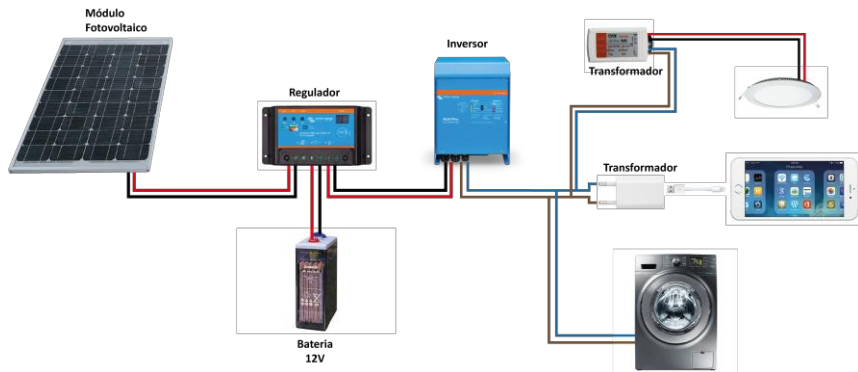 Módulo
Fotovoltaico
Regulador
Inversor
Transformador
Transformador
Bateria
12V